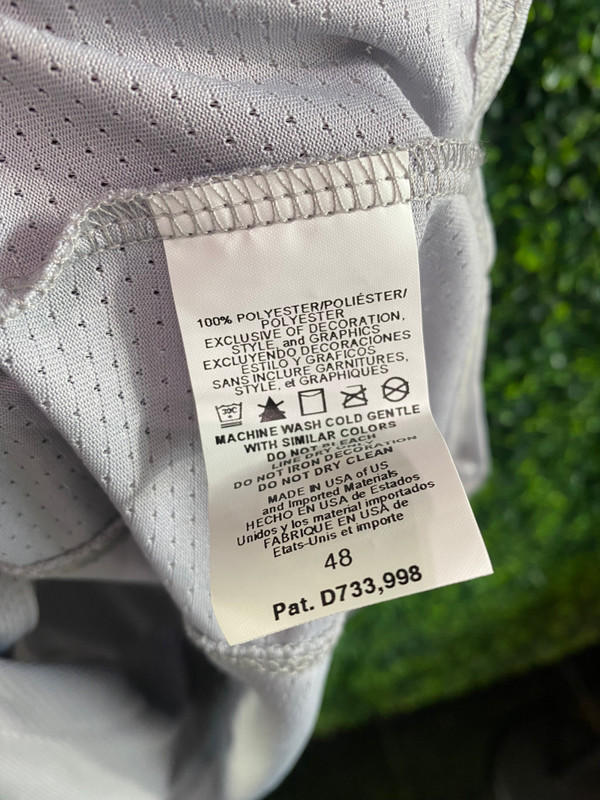 100% POLYESTER/POLIÉSTER/
POLYESTER
EXCLUSIVE OF DECORATION,
STYLE, and GRAPHICS
EXCLUYENDO DECORACIONES
ESTILO Y GRAFICOS
SANS INCLURE GARNITURES,
STYLE, et GRAPHIQUES
30C
MACHINE WASH COLD GENTLE
WITH SIMILAR COLORS
DO NOT BLEACH
LINE DRY
DO NOT IRON DECORATION
DO NOT DRY CLEAN
MADE IN USA of US
and Imported Materials
HECHO EN USA de Estados
Unidos y los material importados
FABRIQUE EN USA de
Etats-Unis et importe
48
Pat. D733,998